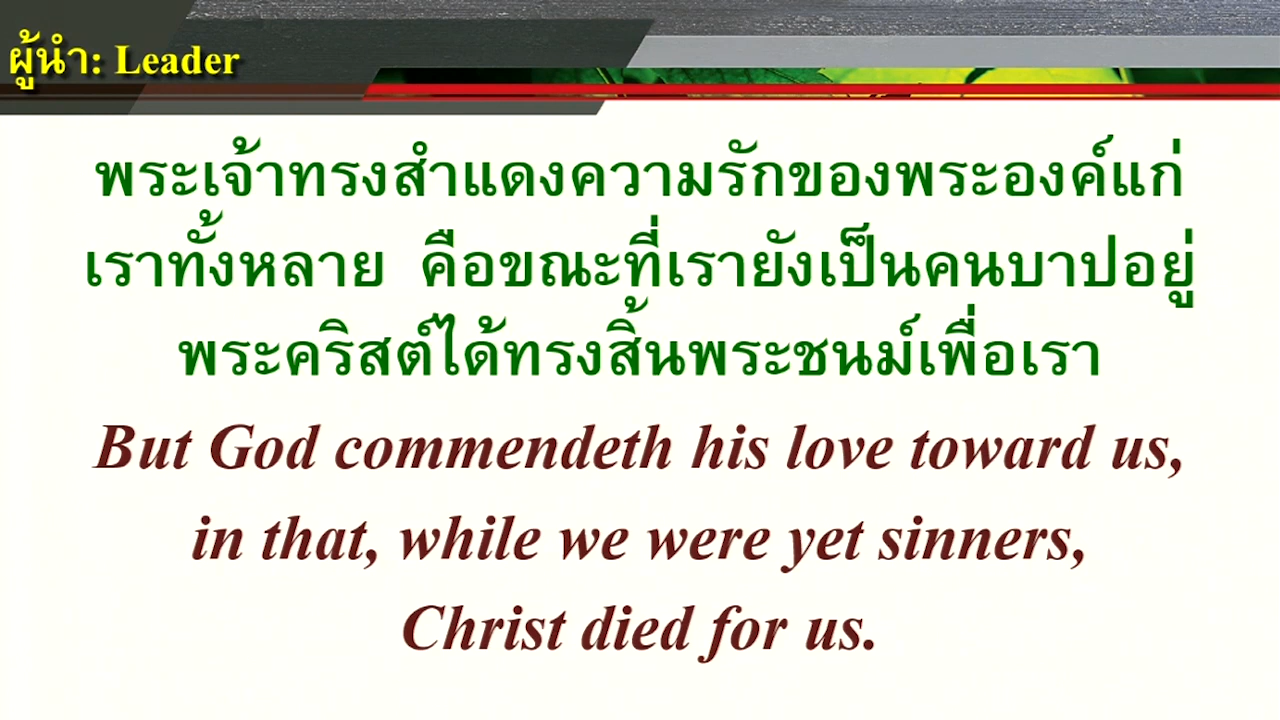 ผู้นำ: Leader
พระเจ้าทรงสำแดงความรักของพระองค์แก่
เราทั้งหลาย คือขณะที่เรายังเป็นคนบาปอยู่
พระคริสต์ได้ทรงสิ้นพระชนม์เพื่อเรา
But God commendeth his love toward us,
in that, while we were yet sinners,
Christ died for us.